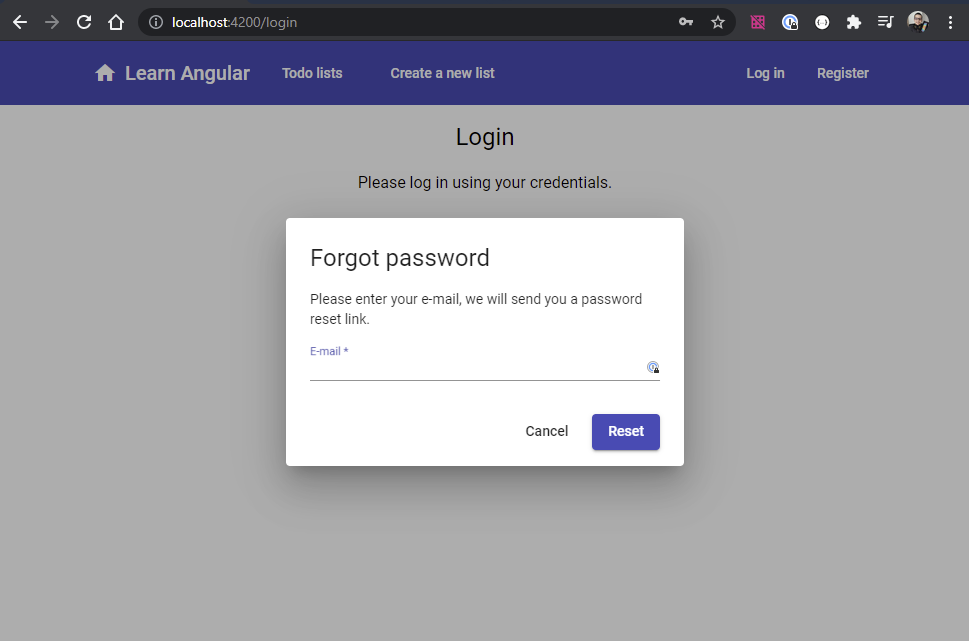 localhost:4200/login
Learn Angular Todo lists Create a new list Log in Register
Login
Please log in using your credentials.
Forgot password
Please enter your e-mail, we will send you a password
reset link.
E-mail *
Cancel Reset